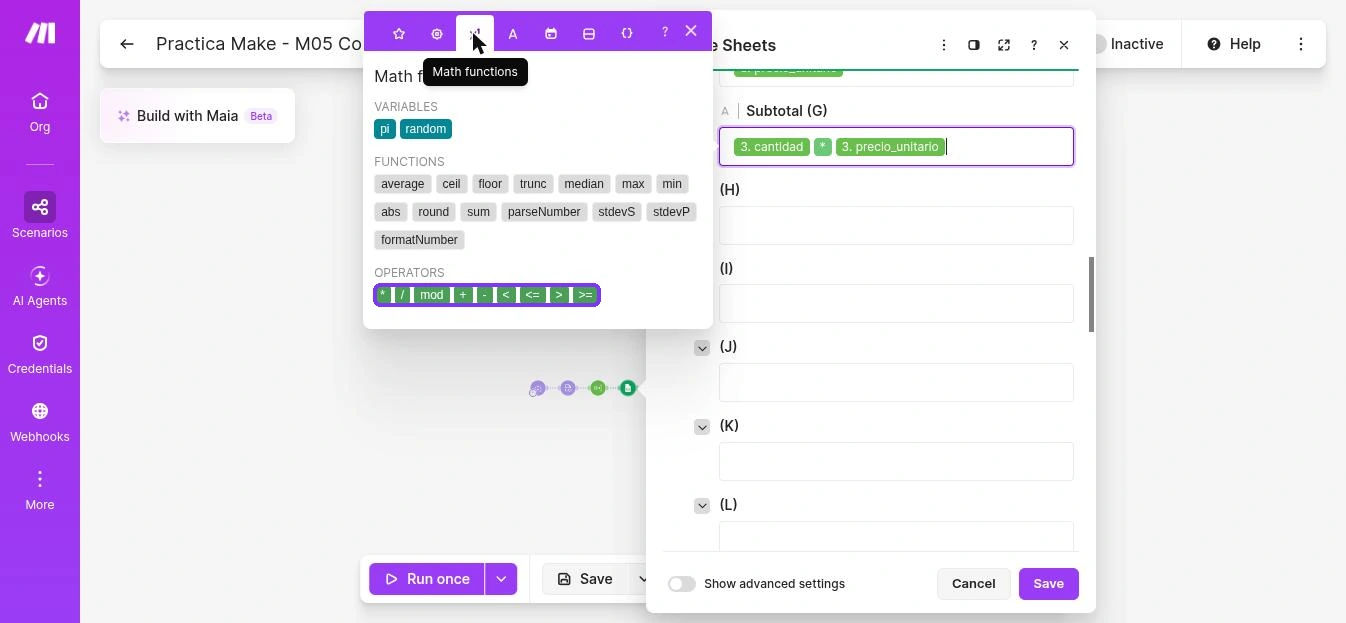 Practica Make - M05 Co
Build with Maia Beta
Org
Scenarios
AI Agents
Credentials
Webhooks
More
A
?
Math f
Math functions
VARIABLES
pi random
FUNCTIONS
average ceil floor trunc median max min
abs round sum parseNumber stdevS stdevP
formatNumber
OPERATORS
* / mod + - < <= > >=
e Sheets
?
Inactive
Help
3. precio_unitario
A Subtotal (G)
3. cantidad * 3. precio_unitario
(H)
(I)
(J)
(K)
(L)
Show advanced settings
Cancel
Save
Run once
Save